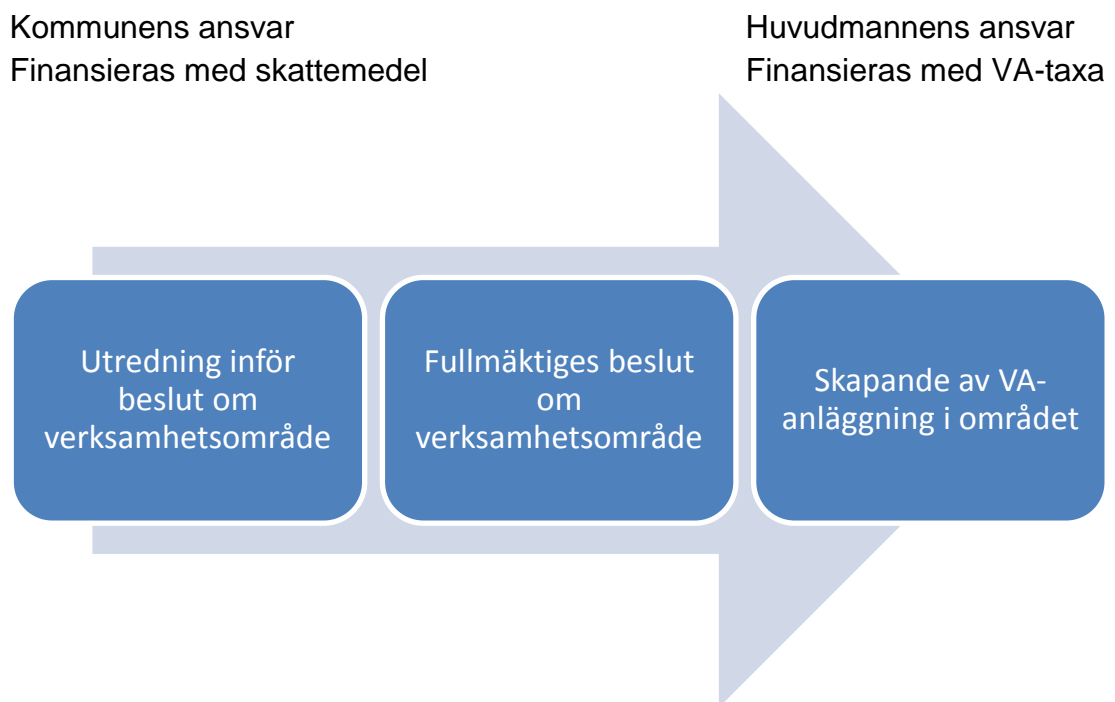 Kommunens ansvar
Finansieras med skattemedel
Huvudmannens ansvar
Finansieras med VA-taxa
Utredning inför
beslut om
verksamhetsområde
Fullmäktiges beslut
om
verksamhetsområde
Skapande av VA-
anläggning i området